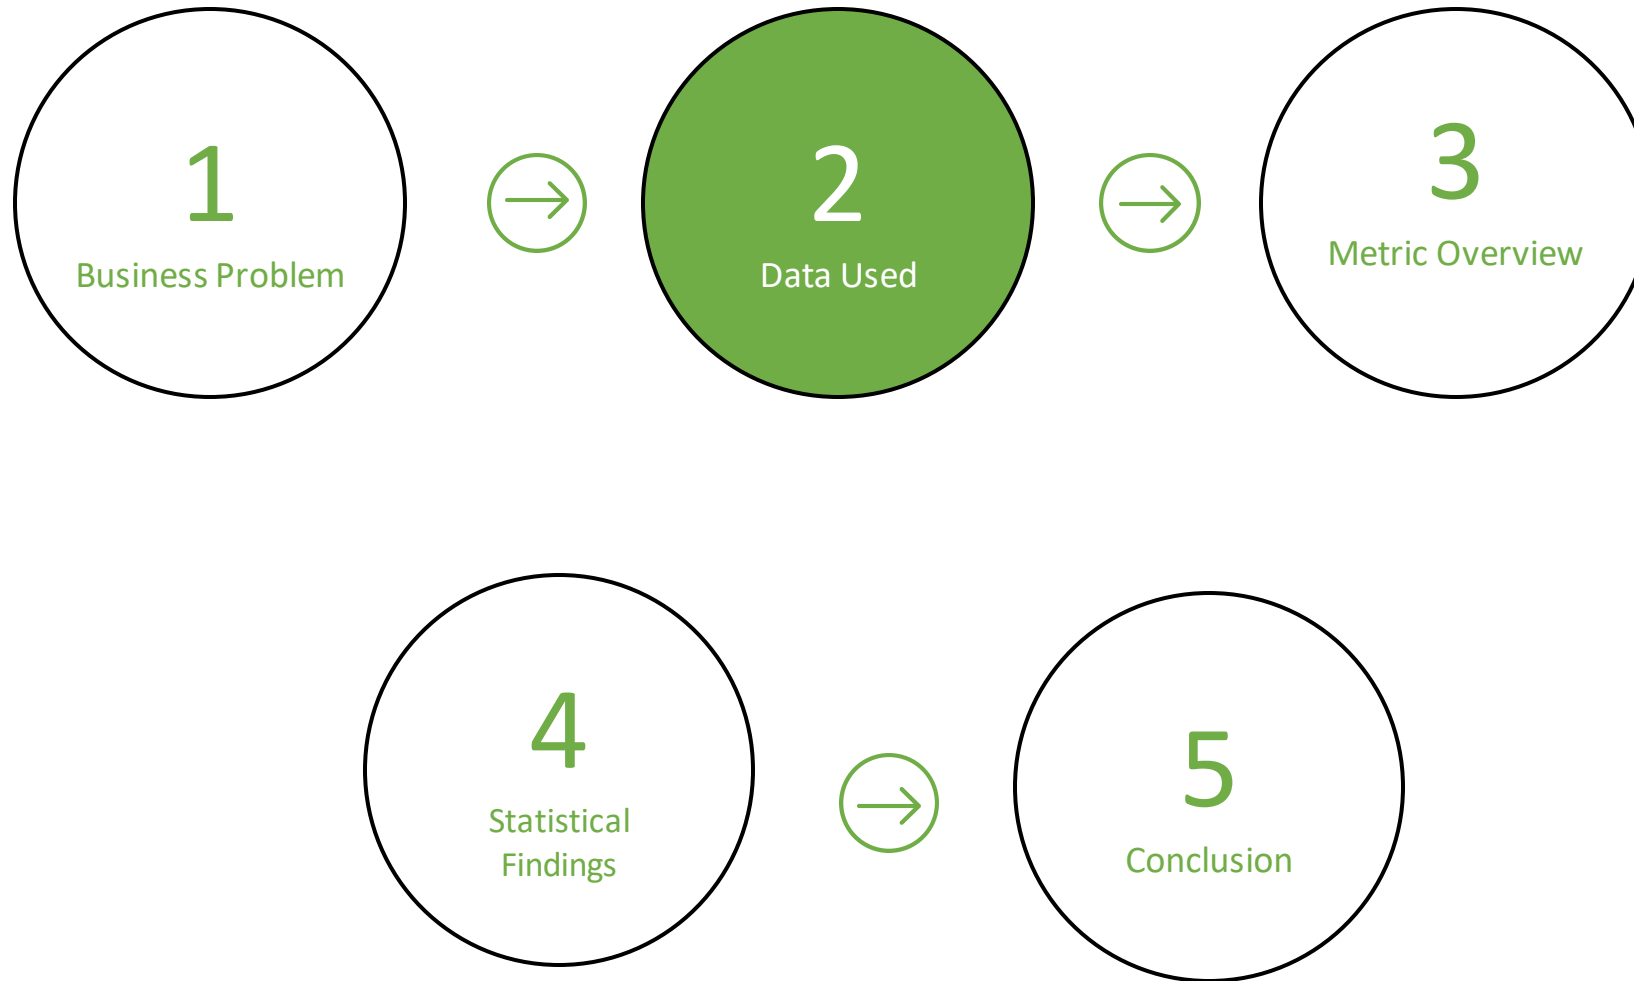 1
Business Problem
2
Data Used
3
Metric Overview
4
Statistical
Findings
5
Conclusion